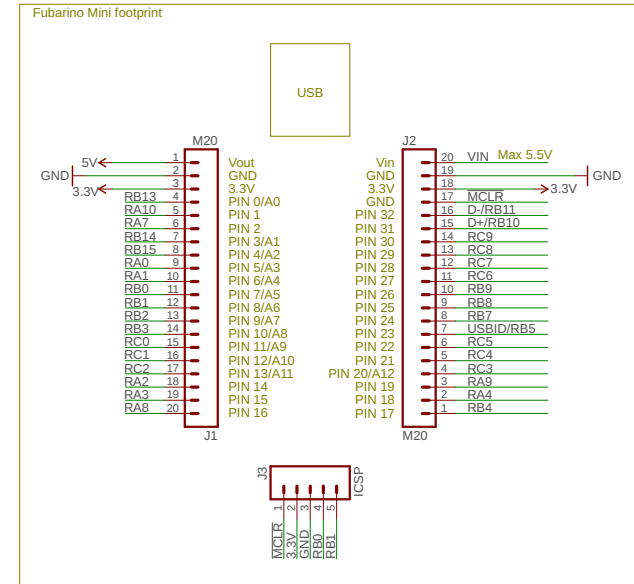 Fubarino Mini footprint
USB
M20
J2
5V 1 Vout
GND 2 GND
3.3V 3 3.3V
RB13 4 PIN 0/A0
RA10 5 PIN 1
RA7 6 PIN 2
RB14 7 PIN 3/A1
RB15 8 PIN 4/A2
RA0 9 PIN 5/A3
RA1 10 PIN 6/A4
RB0 11 PIN 7/A5
RB1 12 PIN 8/A6
RB2 13 PIN 9/A7
RB3 14 PIN 10/A8
RC0 15 PIN 11/A9
RC1 16 PIN 12/A10
RC2 17 PIN 13/A11
RA2 18 PIN 14
RA3 19 PIN 15
RA8 20 PIN 16
J1
Vin 20 VIN Max 5.5V
GND 19 GND
3.3V 18 3.3V
GND 17 MCLR
PIN 32 16 D-/RB11
PIN 31 15 D+/RB10
PIN 30 14 RC9
PIN 29 13 RC8
PIN 28 12 RC7
PIN 27 11 RC6
PIN 26 10 RB9
PIN 25 9 RB8
PIN 24 8 RB7
PIN 23 7 USBID/RB5
PIN 22 6 RC5
PIN 21 5 RC4
PIN 20/A12 4 RC3
PIN 19 3 RA9
PIN 18 2 RA4
PIN 17 1 RB4
M20
J3
ICSP
1 MCLR
2 3.3V
3 GND
4 RB0
5 RB1